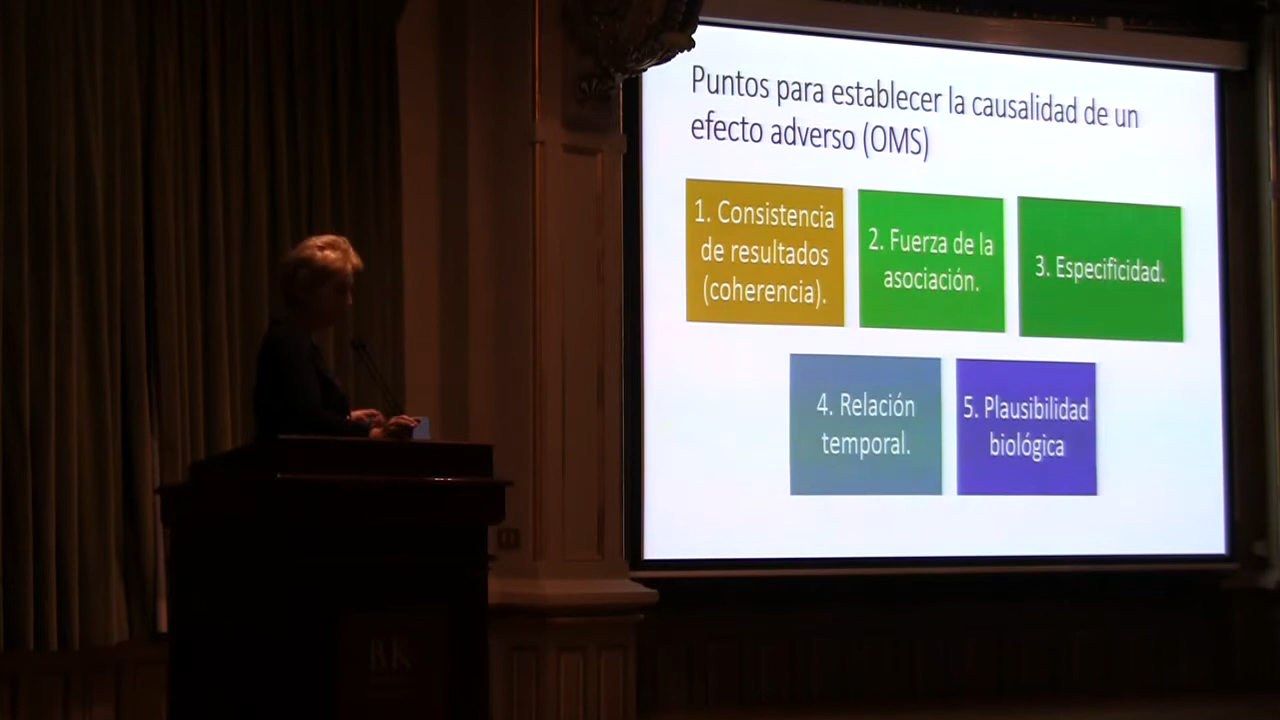 Puntos para establecer la causalidad de un
efecto adverso (OMS)
1. Consistencia
de resultados
(coherencia).
2. Fuerza de la
asociación.
3. Especificidad.
4. Relación
temporal.
5. Plausibilidad
biológica
BK